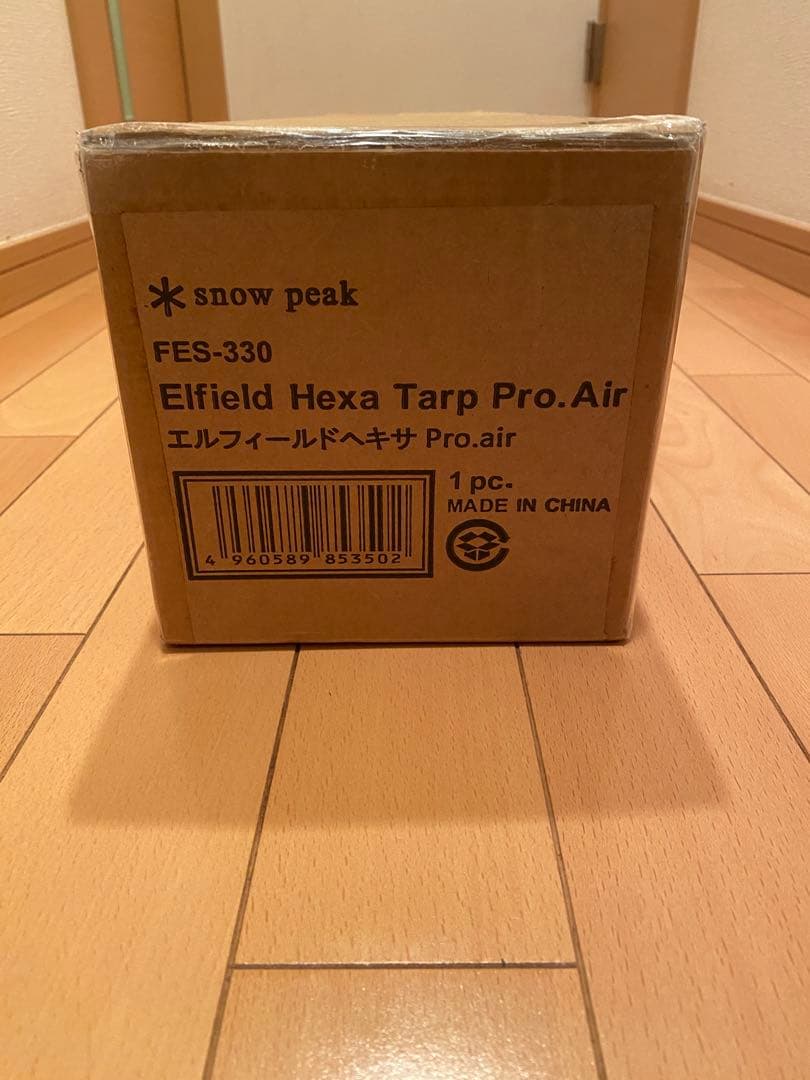 snow peak
FES-330
Elfield Hexa Tarp Pro.Air
エルフィールドヘキサ Pro.air
1 pc.
MADE IN CHINA
4 960589 853502